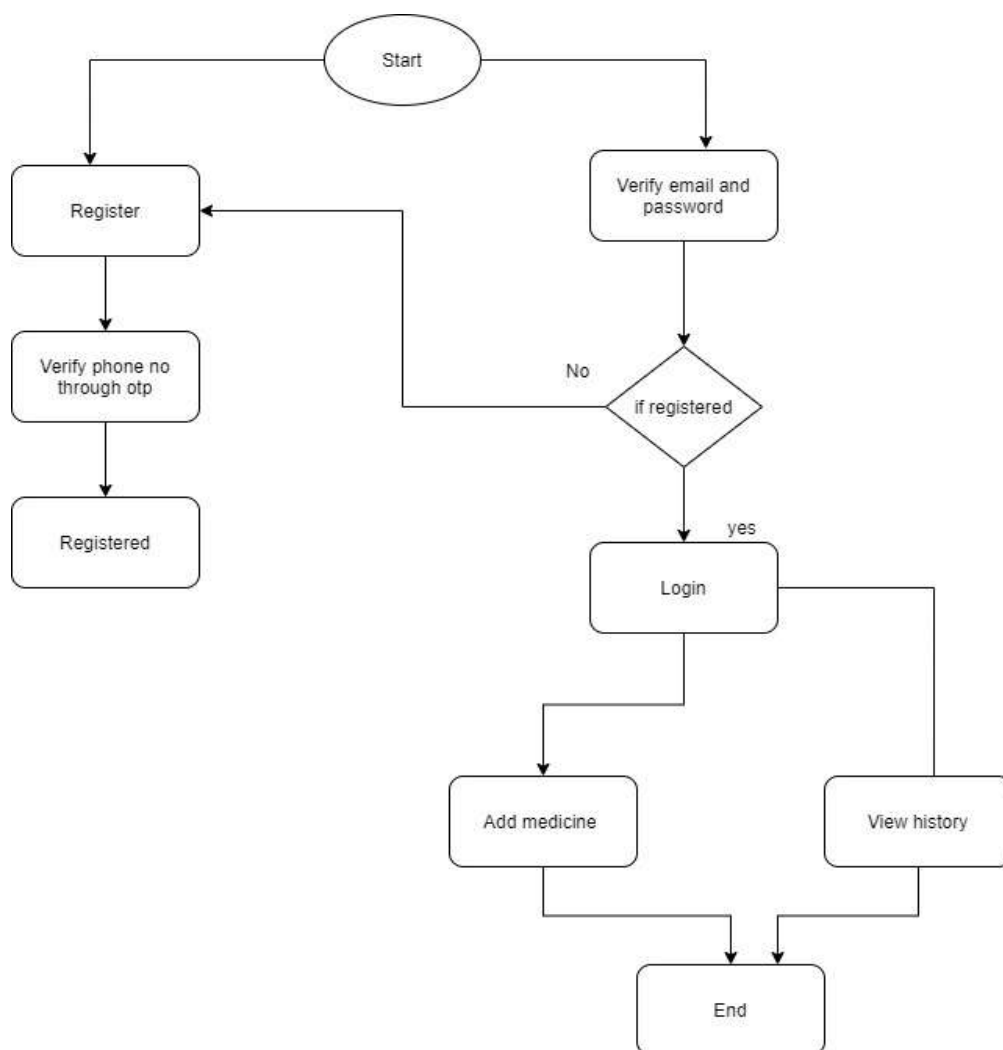 Start
Register
Verify email and
password
Verify phone no
through otp
No
if registered
Registered
yes
Login
Add medicine
View history
End